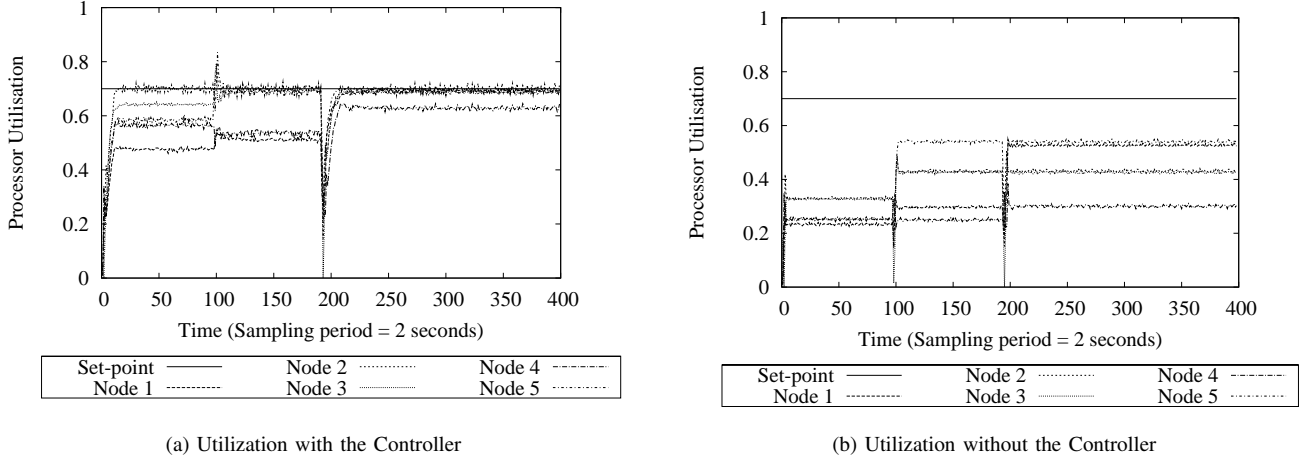 1
0.8
0.6
0.4
0.2
0
Processor Utilisation
0 50 100 150 200 250 300 350 400
Time (Sampling period = 2 seconds)
Set-point Node 2 Node 4
Node 1 Node 3 Node 5
(a) Utilization with the Controller
1
0.8
0.6
0.4
0.2
0
Processor Utilisation
0 50 100 150 200 250 300 350 400
Time (Sampling period = 2 seconds)
Set-point Node 2 Node 4
Node 1 Node 3 Node 5
(b) Utilization without the Controller